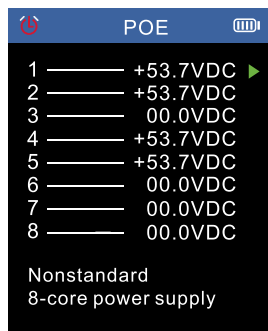 POE
1 +53.7VDC
2 +53.7VDC
3 00.0VDC
4 +53.7VDC
5 +53.7VDC
6 00.0VDC
7 00.0VDC
8 00.0VDC
Nonstandard
8-core power supply